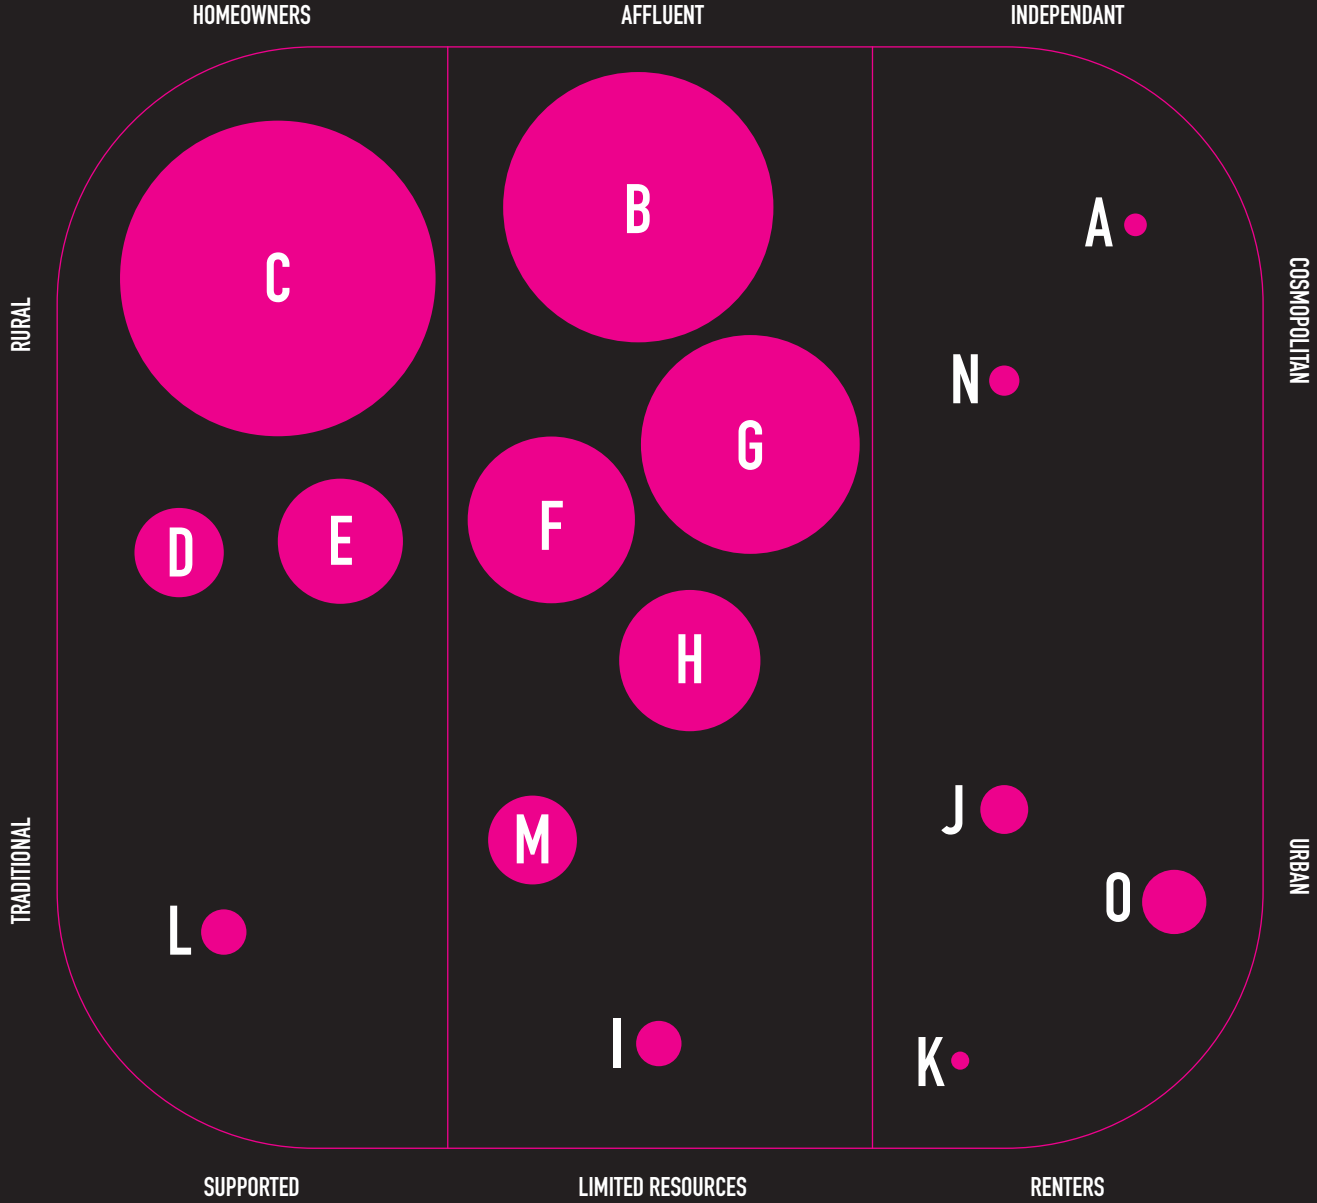 HOMEOWNERS
AFFLUENT
INDEPENDANT
B
A
C
RURAL
COSMOPOLITAN
N
G
F
E
D
H
J
M
TRADITIONAL
URBAN
O
L
I
K
SUPPORTED
LIMITED RESOURCES
RENTERS